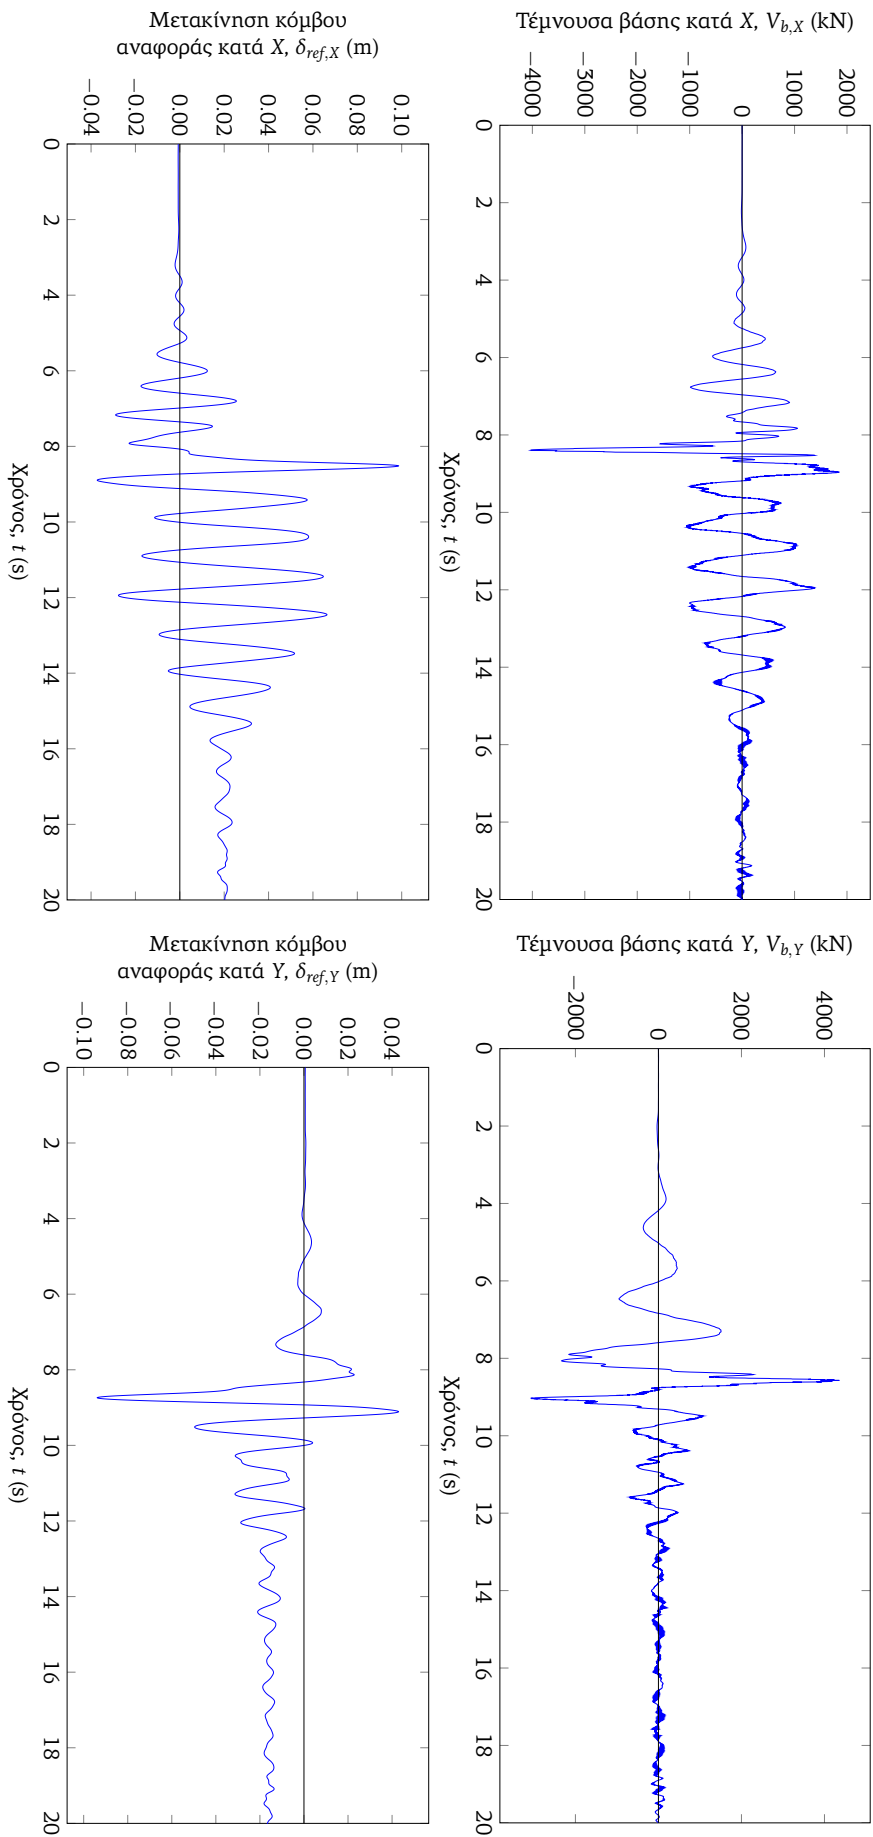 Τέμνουσα βάσης κατά X, V_{b,X} (kN)
2000
1000
0
−1000
−2000
−3000
−4000
0 2 4 6 8 10 12 14 16 18 20
Χρόνος, t (s)
Τέμνουσα βάσης κατά Y, V_{b,Y} (kN)
4000
2000
0
−2000
0 2 4 6 8 10 12 14 16 18 20
Χρόνος, t (s)
Μετακίνηση κόμβου
αναφοράς κατά X, δ_{ref,X} (m)
0.10
0.08
0.06
0.04
0.02
0.00
−0.02
−0.04
0 2 4 6 8 10 12 14 16 18 20
Χρόνος, t (s)
Μετακίνηση κόμβου
αναφοράς κατά Y, δ_{ref,Y} (m)
0.04
0.02
0.00
−0.02
−0.04
−0.06
−0.08
−0.10
0 2 4 6 8 10 12 14 16 18 20
Χρόνος, t (s)